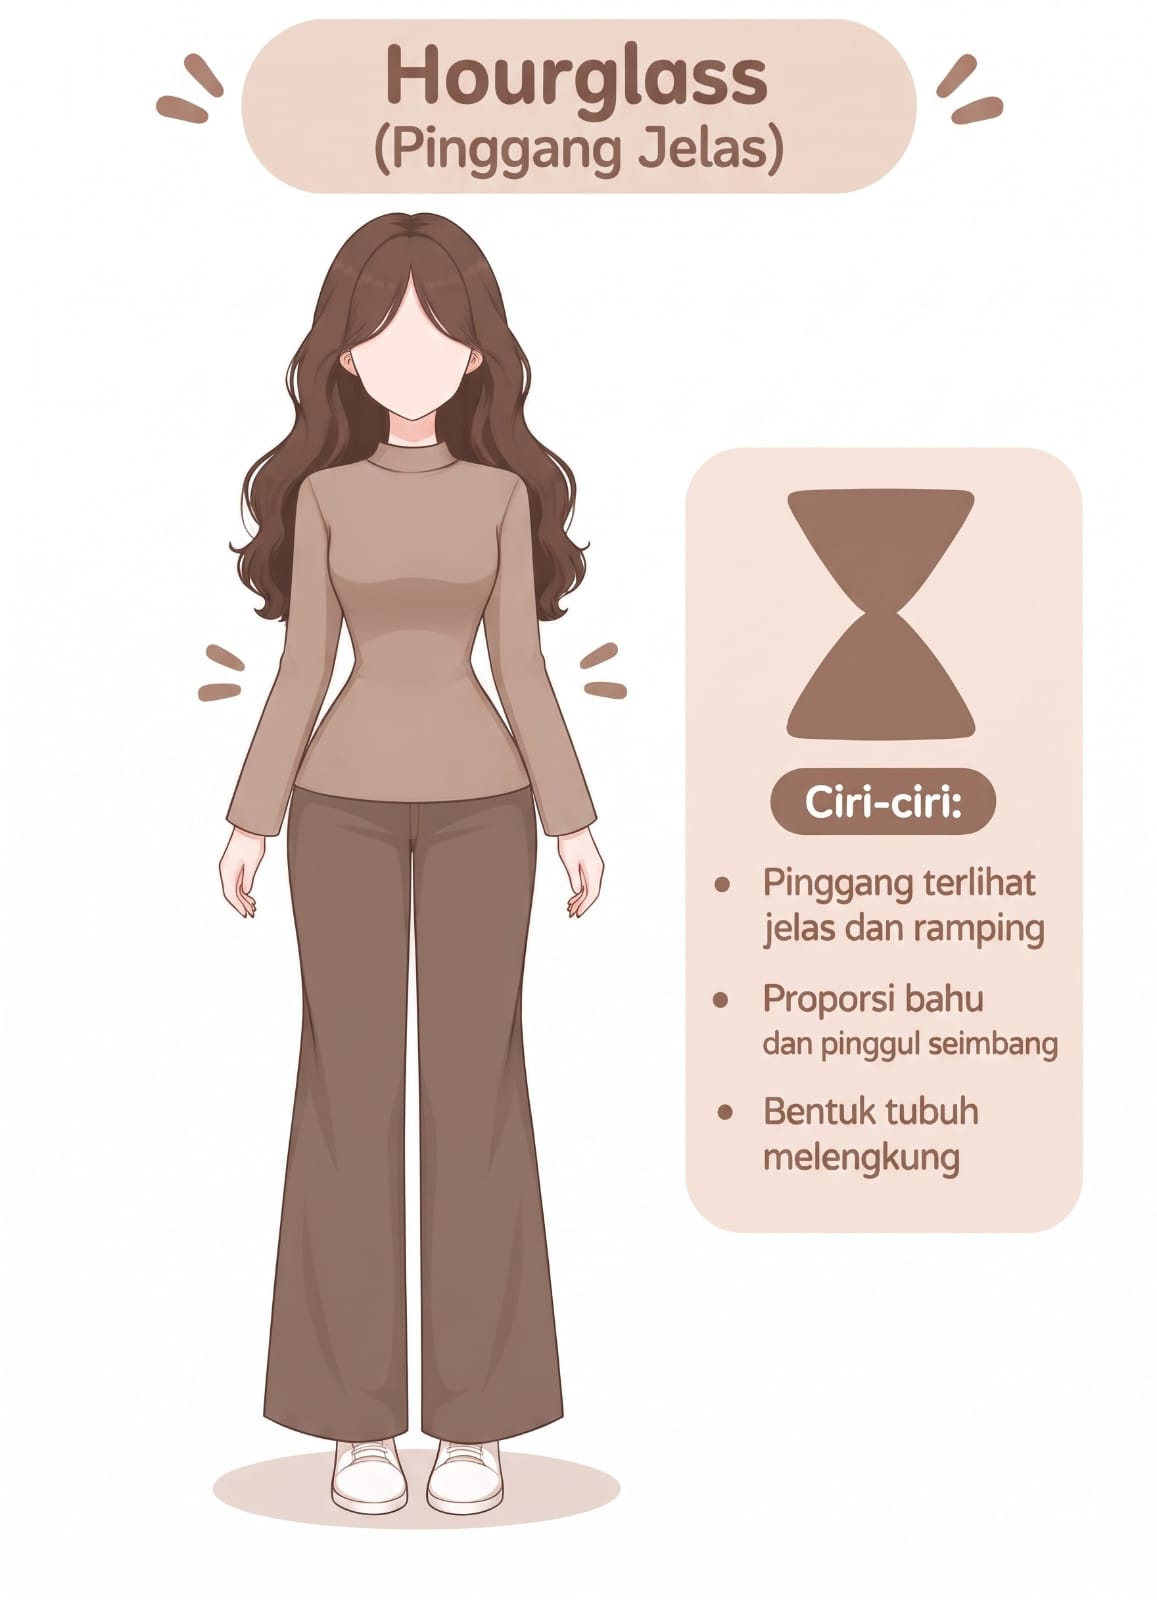 Hourglass
(Pinggang Jelas)
Ciri-ciri:
• Pinggang terlihat
jelas dan ramping
• Proporsi bahu
dan pinggul seimbang
• Bentuk tubuh
melengkung